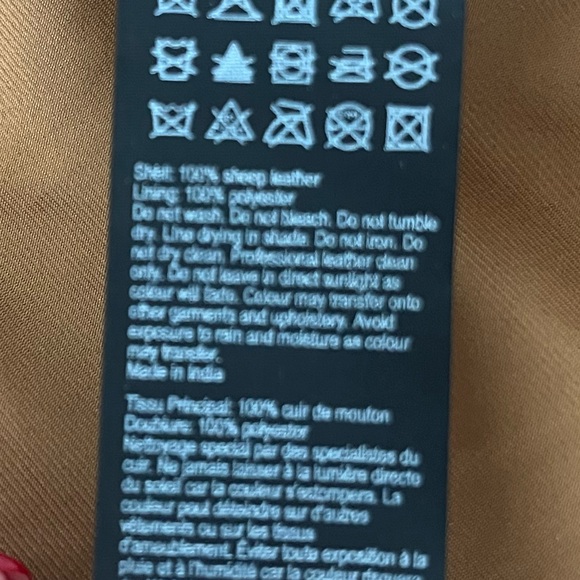 Shell: 100% sheep leather
Lining: 100% polyester
Do not wash. Do not bleach. Do not tumble
dry. Line drying in shade. Do not iron. Do
not dry clean. Professional leather clean
only. Do not leave in direct sunlight as
colour will fade. Colour may transfer onto
other garments and upholstery. Avoid
exposure to rain and moisture as colour
may transfer.
Made in India
Tissu Principal: 100% cuir de mouton
Doublure: 100% polyester
Nettoyage spécial par des specialistes du
cuir. Ne jamais laisser à la lumière directe
du soleil car la couleur s'estompera. La
couleur peut déteindre sur d'autres
vêtements ou sur les tissus
d'ameublement. Éviter toute exposition à la
pluie et à l'humidité car la couleur